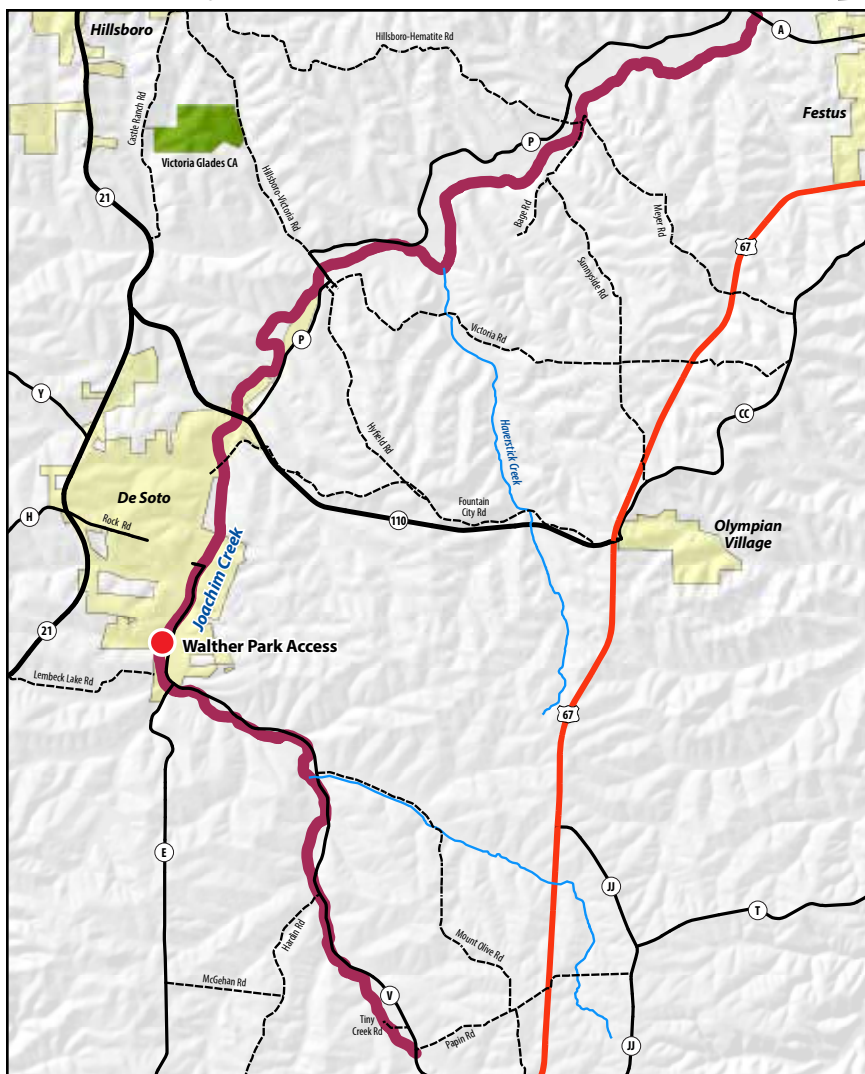 Hillsboro
Hillsboro-Hematite Rd
A
Castle Ranch Rd
Festus
P
Victoria Glades CA
21
Hillsboro-Victoria Rd
Bage Rd
Meyer Rd
67
Sunnyside Rd
P
Victoria Rd
Y
CC
Hyfield Rd
Haverstick Creek
De Soto
Fountain
City Rd
H
Rock Rd
110
Olympian
Village
Joachim Creek
21
Walther Park Access
Lembeck Lake Rd
67
E
JJ
T
Hardin Rd
Mount Olive Rd
McGehan Rd
V
Tiny
Creek Rd
Papin Rd
JJ